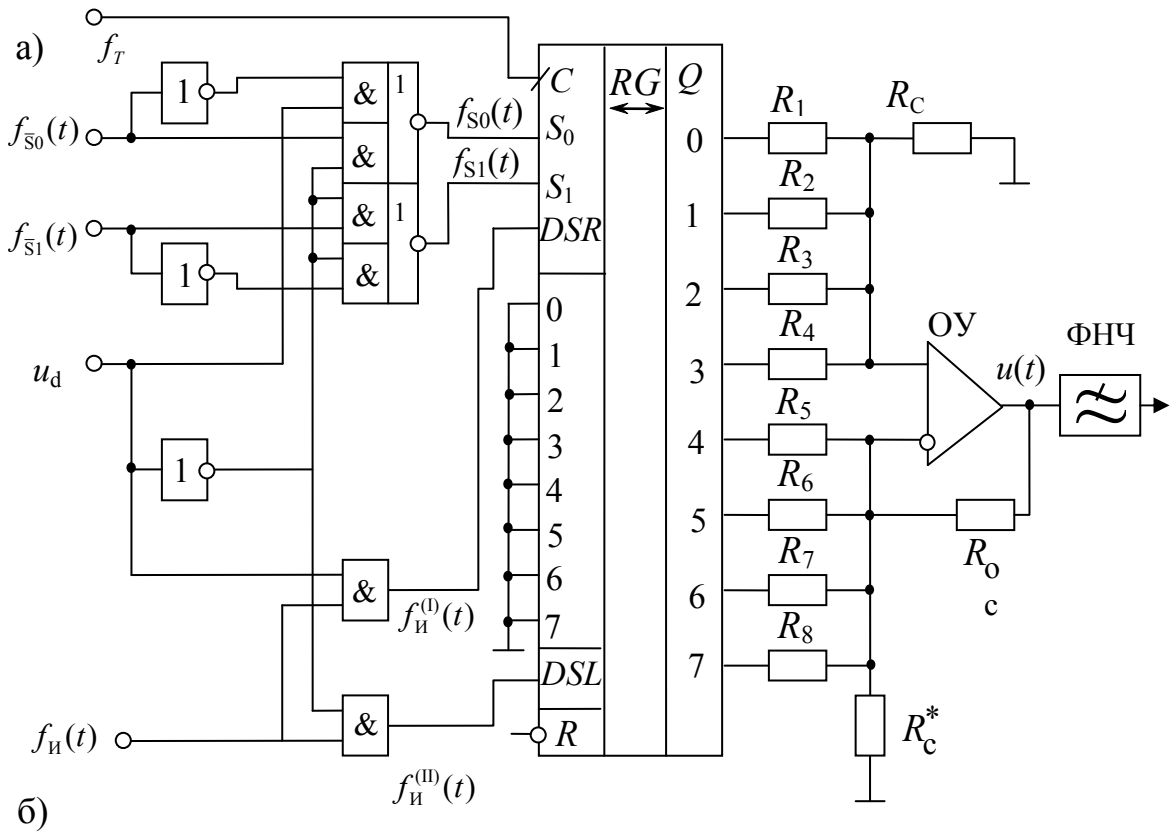 а)
f_T
f_S̅0(t)
f_S̅1(t)
u_d
f_И(t)
б)
1
1
1
&
&
&
&
1
1
&
&
f_S0(t)
f_S1(t)
f_И^(I)(t)
f_И^(II)(t)
C
S_0
S_1
DSR
0
1
2
3
4
5
6
7
DSL
R
RG
Q
0
1
2
3
4
5
6
7
R_1
R_2
R_3
R_4
R_5
R_6
R_7
R_8
R_C
ОУ
u(t)
ФНЧ
R_о
с
R_c^*